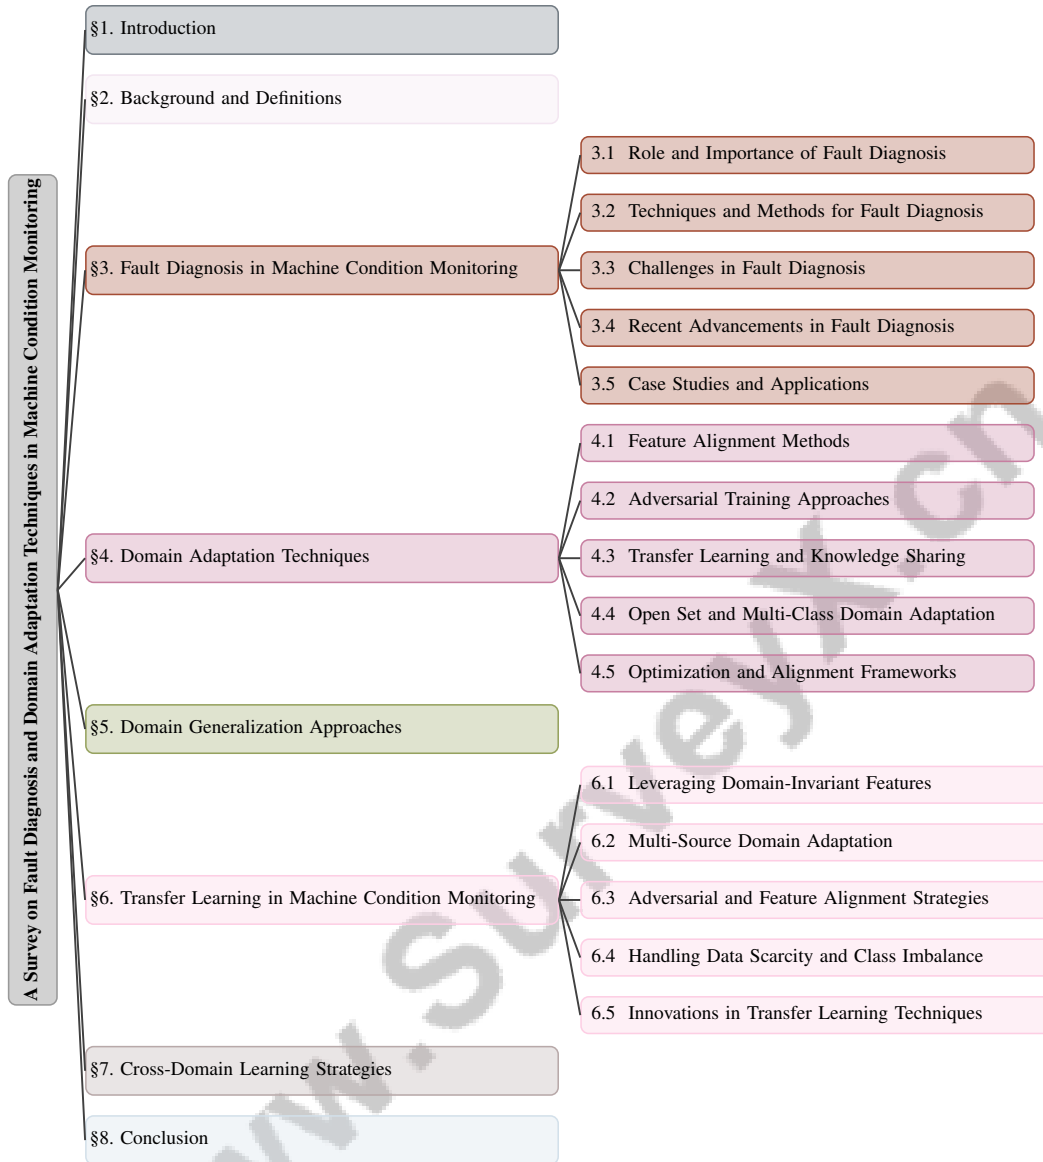 A Survey on Fault Diagnosis and Domain Adaptation Techniques in Machine Condition Monitoring
§1. Introduction
§2. Background and Definitions
§3. Fault Diagnosis in Machine Condition Monitoring
3.1 Role and Importance of Fault Diagnosis
3.2 Techniques and Methods for Fault Diagnosis
3.3 Challenges in Fault Diagnosis
3.4 Recent Advancements in Fault Diagnosis
3.5 Case Studies and Applications
§4. Domain Adaptation Techniques
4.1 Feature Alignment Methods
4.2 Adversarial Training Approaches
4.3 Transfer Learning and Knowledge Sharing
4.4 Open Set and Multi-Class Domain Adaptation
4.5 Optimization and Alignment Frameworks
§5. Domain Generalization Approaches
§6. Transfer Learning in Machine Condition Monitoring
6.1 Leveraging Domain-Invariant Features
6.2 Multi-Source Domain Adaptation
6.3 Adversarial and Feature Alignment Strategies
6.4 Handling Data Scarcity and Class Imbalance
6.5 Innovations in Transfer Learning Techniques
§7. Cross-Domain Learning Strategies
§8. Conclusion
ww.SurveyX.cn